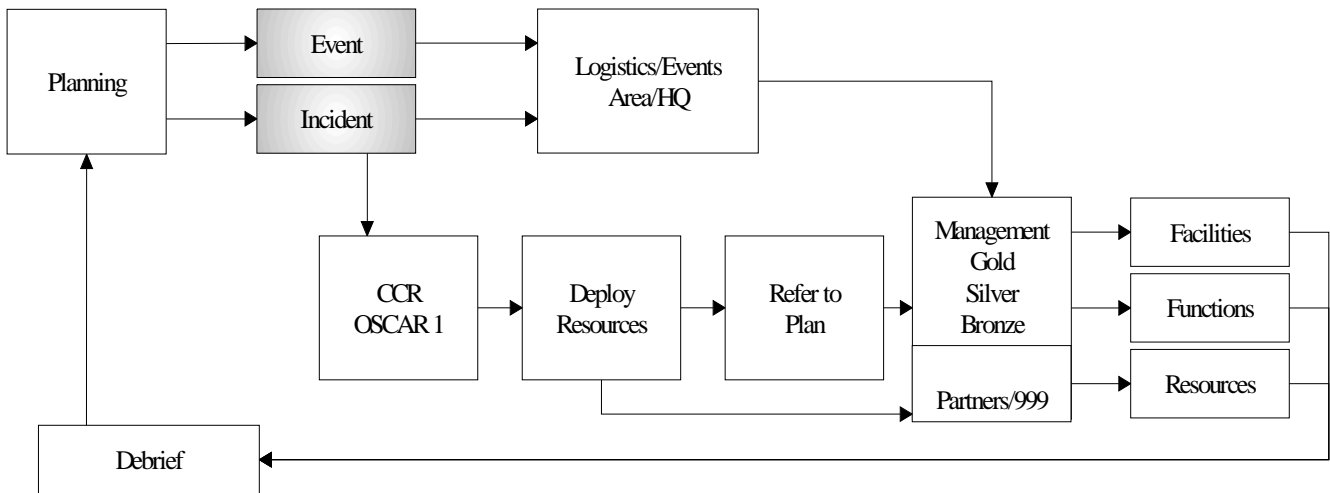 Planning
Event
Incident
Logistics/Events
Area/HQ
CCR
OSCAR 1
Deploy
Resources
Refer to
Plan
Management
Gold
Silver
Bronze
Partners/999
Facilities
Functions
Resources
Debrief